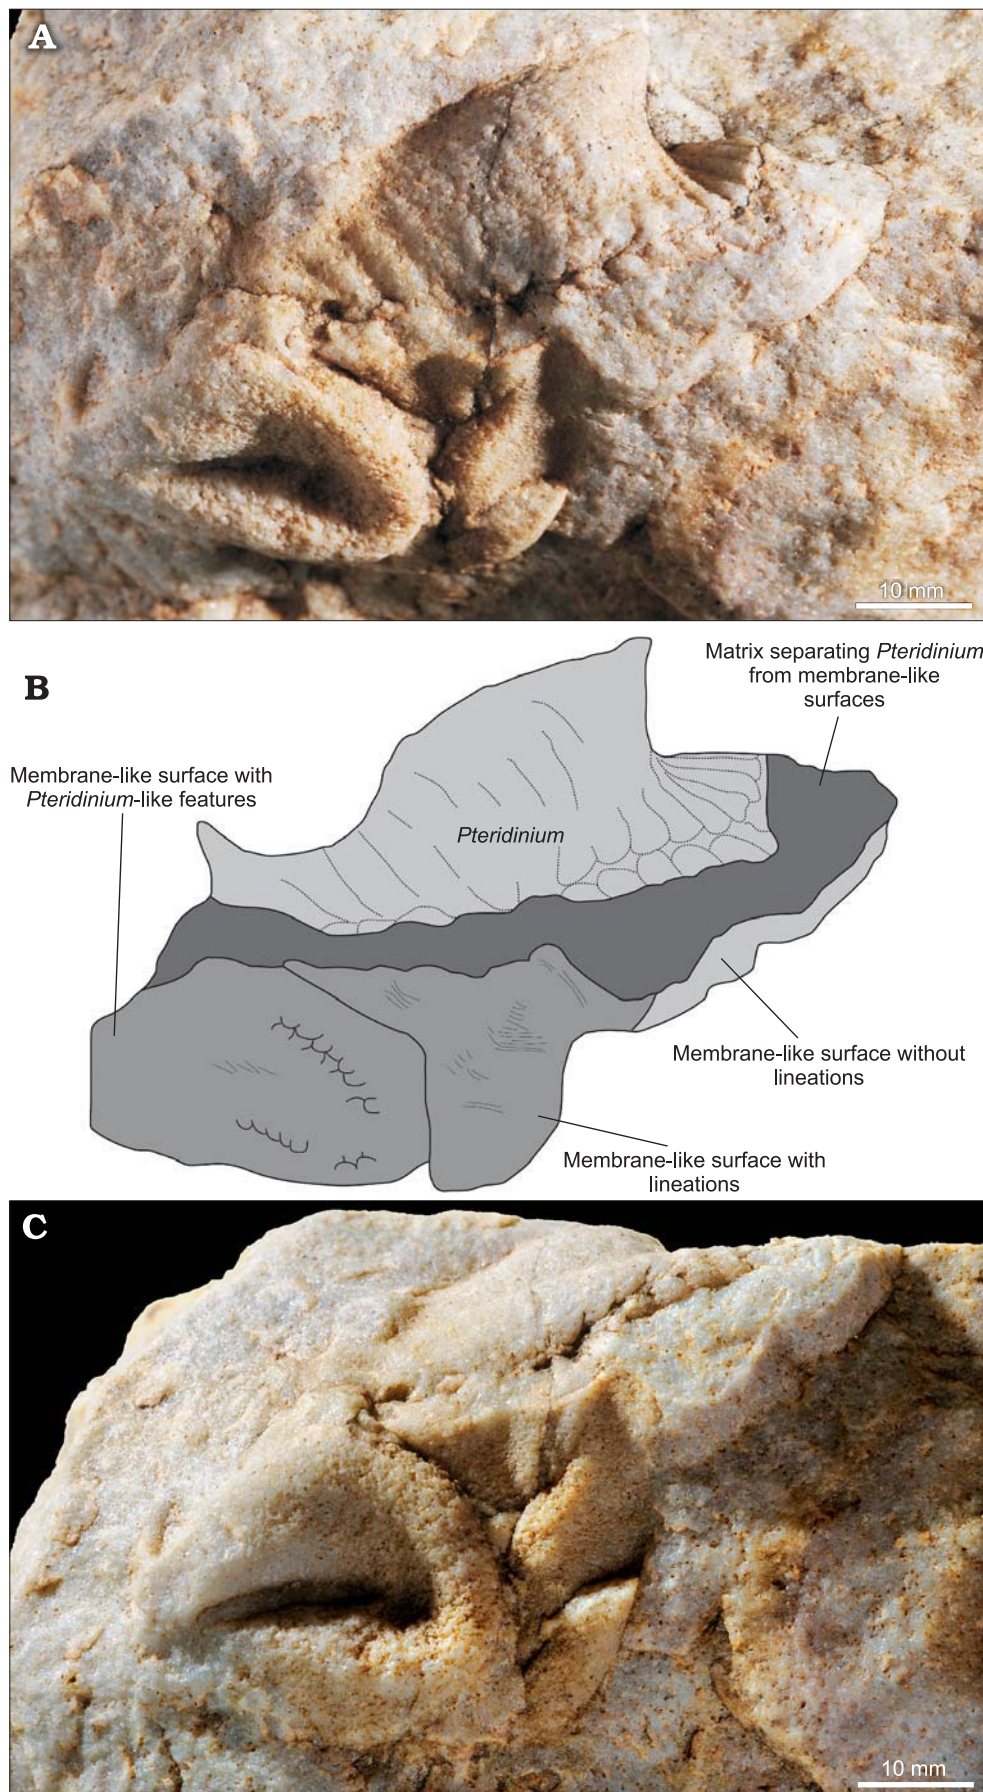 A
10 mm
B
Matrix separating Pteridinium
from membrane-like
surfaces
Membrane-like surface with
Pteridinium-like features
Pteridinium
Membrane-like surface without
lineations
Membrane-like surface with
lineations
C
10 mm